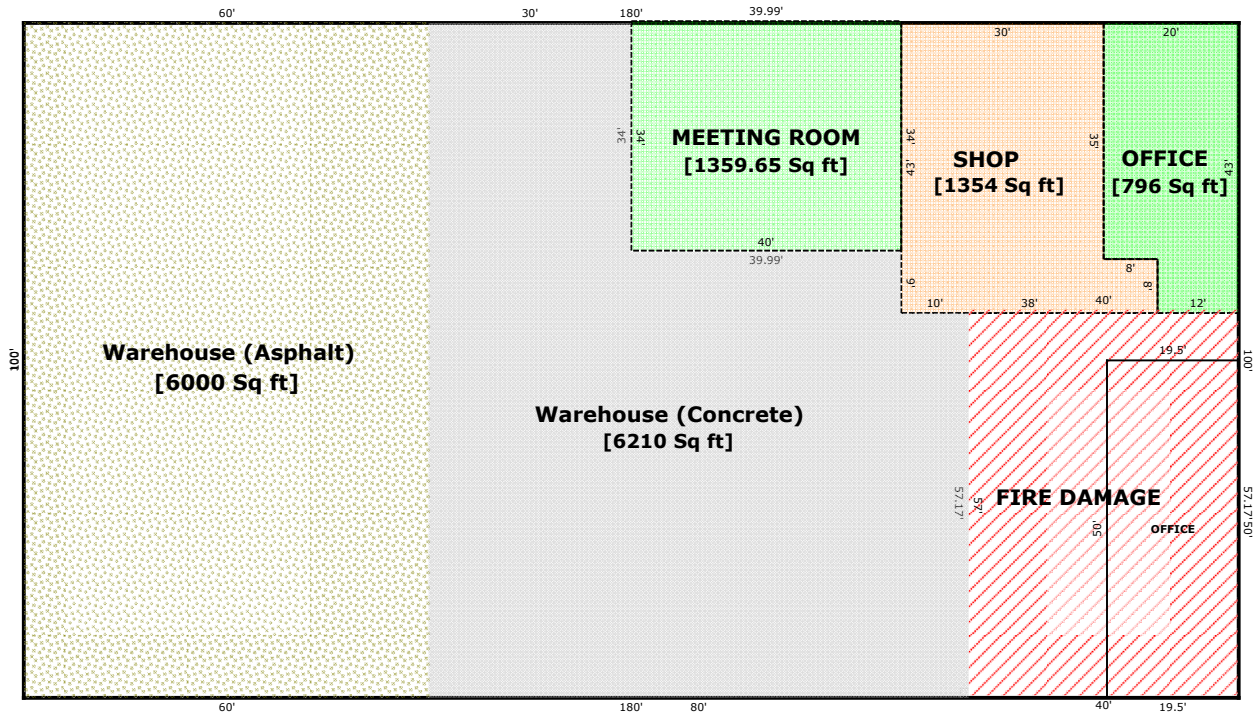 60'
30'
180'
39.99'
30'
20'
34'
34'
MEETING ROOM
[1359.65 Sq ft]
34'
43'
SHOP
[1354 Sq ft]
35'
OFFICE
[796 Sq ft]
43'
40'
39.99'
9'
8'
8'
10'
38'
40'
12'
100'
Warehouse (Asphalt)
[6000 Sq ft]
19.5'
100'
Warehouse (Concrete)
[6210 Sq ft]
57.17'
57'
FIRE DAMAGE
50'
OFFICE
57.17'
50'
60'
180'
80'
40'
19.5'